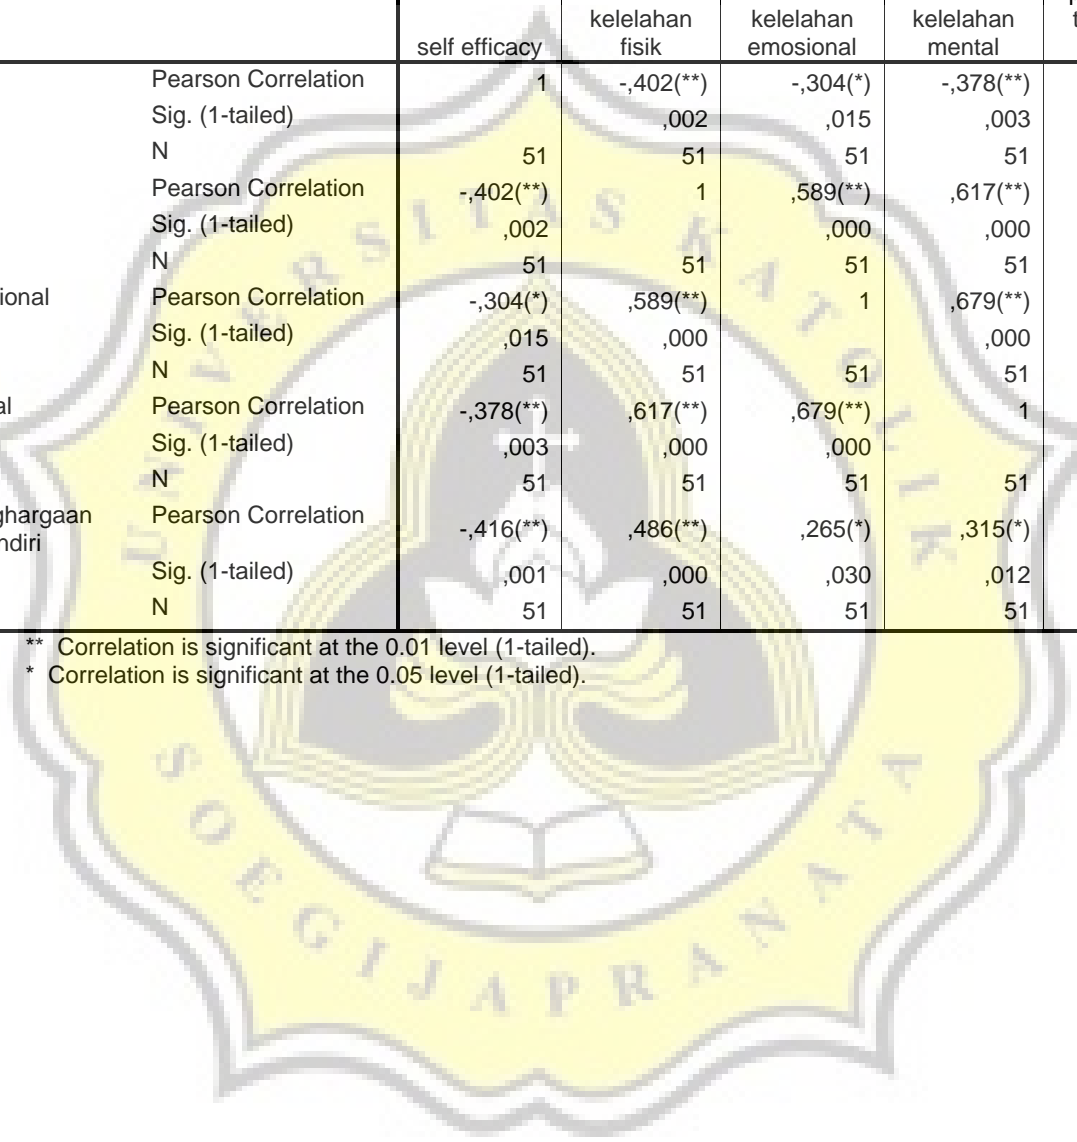 self efficacy kelelahan fisik kelelahan emosional kelelahan mental
Pearson Correlation 1 -,402(**) -,304(*) -,378(**)
Sig. (1-tailed) ,002 ,015 ,003
N 51 51 51 51
Pearson Correlation -,402(**) 1 ,589(**) ,617(**)
Sig. (1-tailed) ,002 ,000 ,000
N 51 51 51 51
ional Pearson Correlation -,304(*) ,589(**) 1 ,679(**)
Sig. (1-tailed) ,015 ,000 ,000
N 51 51 51 51
al Pearson Correlation -,378(**) ,617(**) ,679(**) 1
Sig. (1-tailed) ,003 ,000 ,000
N 51 51 51 51
ghargaan ndiri Pearson Correlation -,416(**) ,486(**) ,265(*) ,315(*)
Sig. (1-tailed) ,001 ,000 ,030 ,012
N 51 51 51 51
** Correlation is significant at the 0.01 level (1-tailed).
* Correlation is significant at the 0.05 level (1-tailed).
UNIVERSITAS KATOLIK
SOEGIJAPRANATA